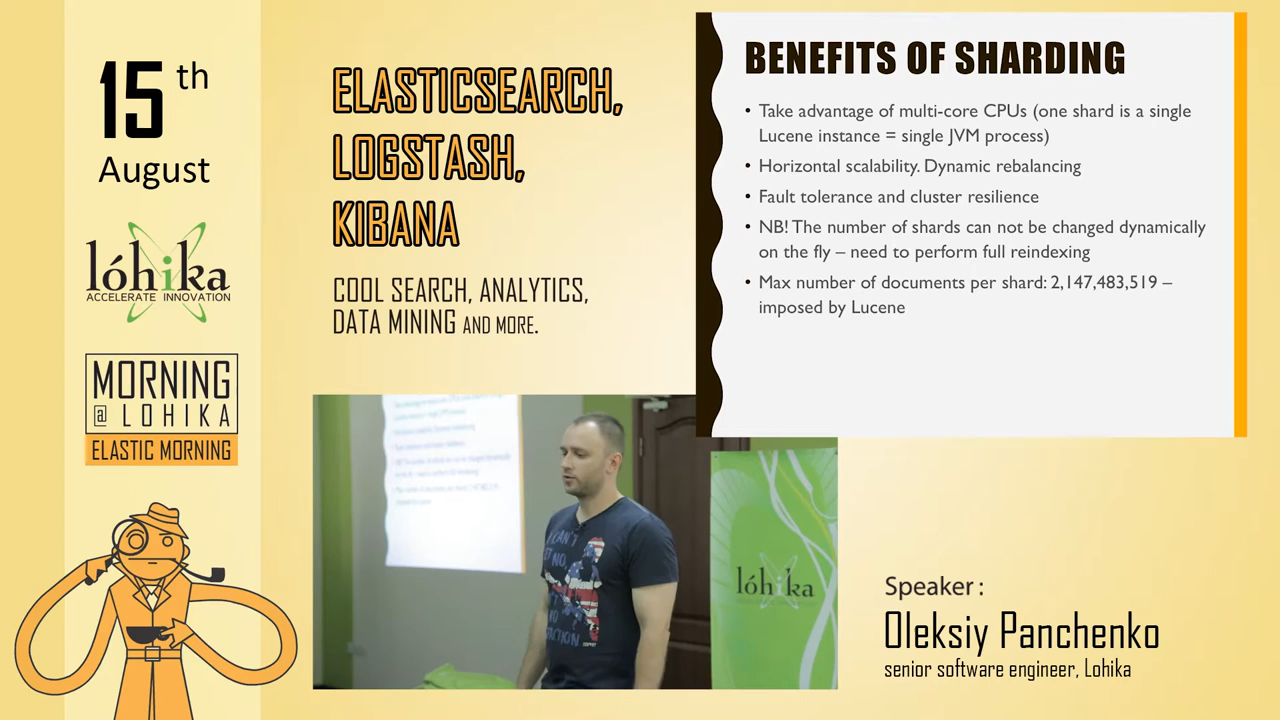 15th
August
lóhika
ACCELERATE INNOVATION
MORNING
@ LOHIKA
ELASTIC MORNING
ELASTICSEARCH,
LOGSTASH,
KIBANA
COOL SEARCH, ANALYTICS,
DATA MINING AND MORE.
BENEFITS OF SHARDING
• Take advantage of multi-core CPUs (one shard is a single
Lucene instance = single JVM process)
• Horizontal scalability. Dynamic rebalancing
• Fault tolerance and cluster resilience
• NB! The number of shards can not be changed dynamically
on the fly – need to perform full reindexing
• Max number of documents per shard: 2,147,483,519 –
imposed by Lucene
I CAN'T
NO,
NO
lóhika
Speaker :
Oleksiy Panchenko
senior software engineer, Lohika